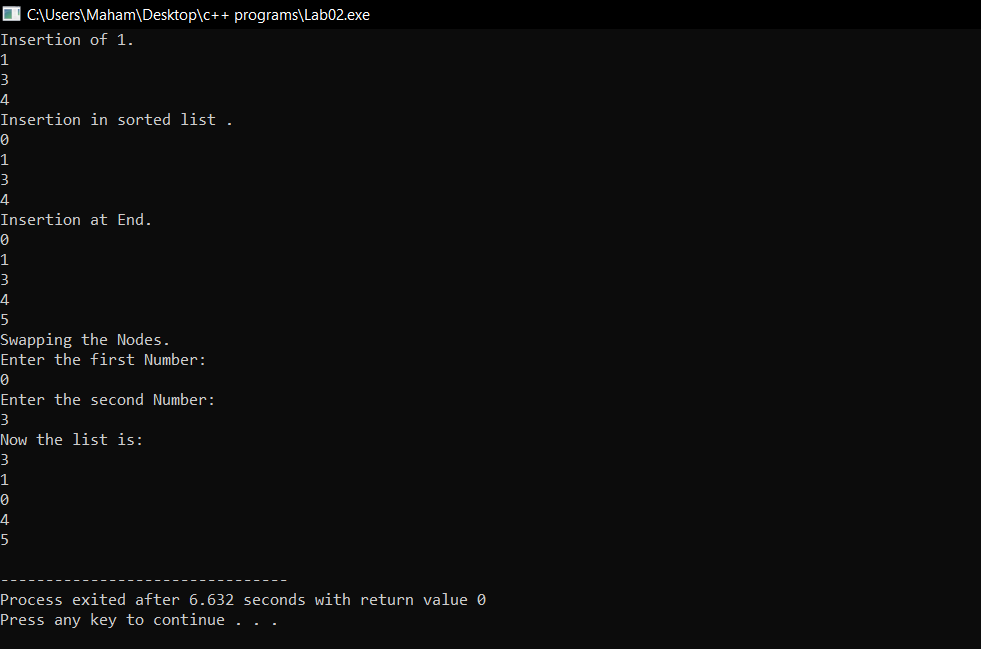 C:\Users\Maham\Desktop\c++ programs\Lab02.exe
Insertion of 1.
1
3
4
Insertion in sorted list .
0
1
3
4
Insertion at End.
0
1
3
4
5
Swapping the Nodes.
Enter the first Number:
0
Enter the second Number:
3
Now the list is:
3
1
0
4
5
--------------------------------
Process exited after 6.632 seconds with return value 0
Press any key to continue . . .